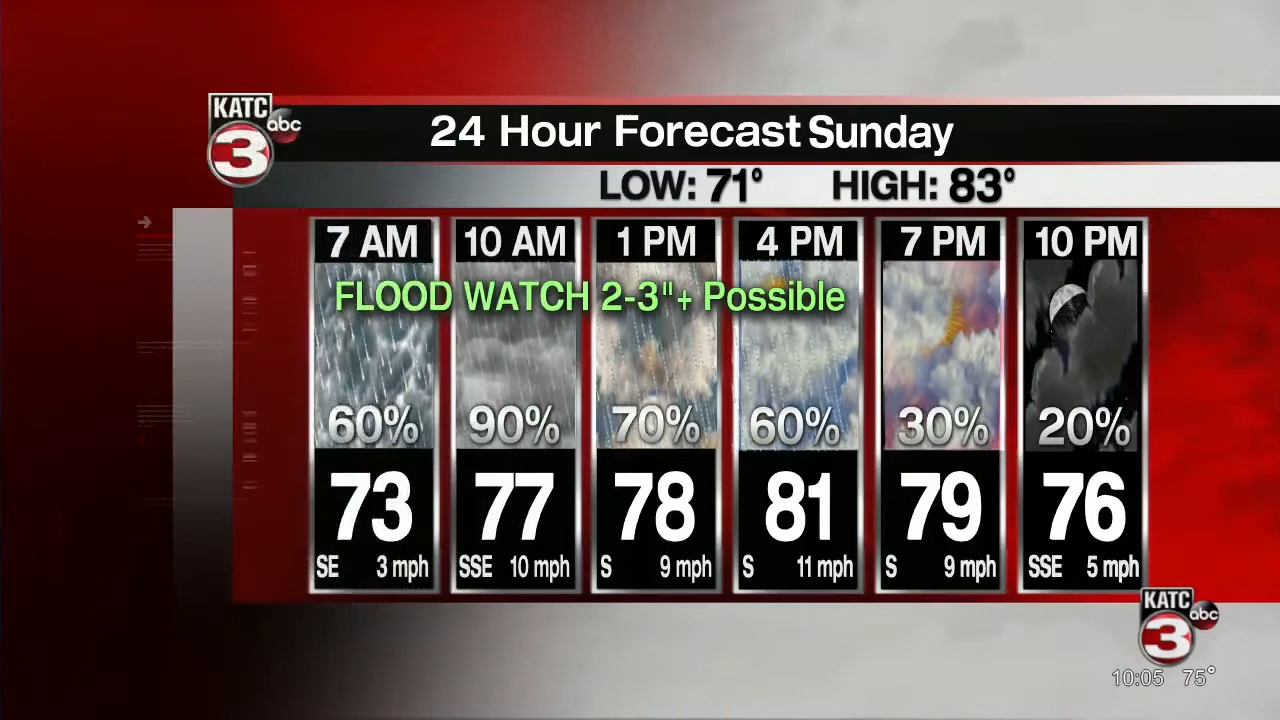 KATC
abc
3
24 Hour Forecast Sunday
LOW: 71° HIGH: 83°
7 AM 10 AM 1 PM 4 PM 7 PM 10 PM
FLOOD WATCH 2-3"+ Possible
60% 90% 70% 60% 30% 20%
73 77 78 81 79 76
SE 3 mph SSE 10 mph S 9 mph S 11 mph S 9 mph SSE 5 mph
KATC
abc
3
10:05 75°